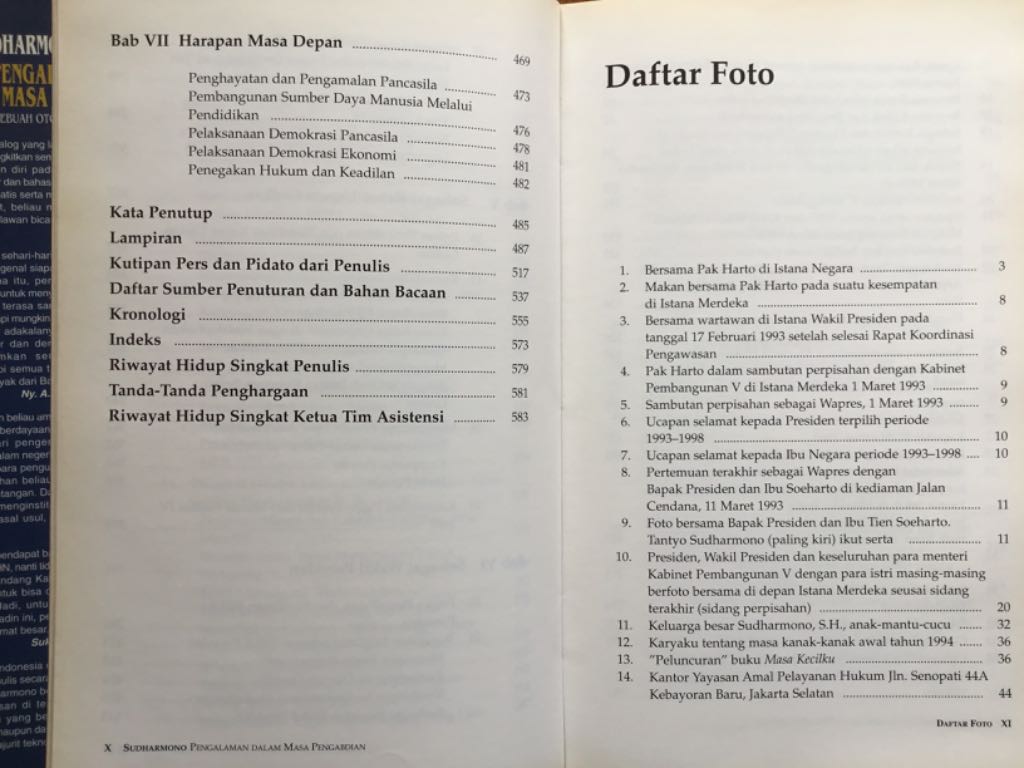 PENGAL
MASA
Ny. A.
Bab VII Harapan Masa Depan ........ 469
Penghayatan dan Pengamalan Pancasila ........ 473
Pembangunan Sumber Daya Manusia Melalui
Pendidikan ........ 476
Pelaksanaan Demokrasi Pancasila ........ 478
Pelaksanaan Demokrasi Ekonomi ........ 481
Penegakan Hukum dan Keadilan ........ 482
Kata Penutup ........ 485
Lampiran ........ 487
Kutipan Pers dan Pidato dari Penulis ........ 517
Daftar Sumber Penuturan dan Bahan Bacaan ........ 537
Kronologi ........ 555
Indeks ........ 573
Riwayat Hidup Singkat Penulis ........ 579
Tanda-Tanda Penghargaan ........ 581
Riwayat Hidup Singkat Ketua Tim Asistensi ........ 583
X SUDHARMONO PENGALAMAN DALAM MASA PENGABDIAN
Daftar Foto
1. Bersama Pak Harto di Istana Negara ........ 3
2. Makan bersama Pak Harto pada suatu kesempatan
di Istana Merdeka ........ 8
3. Bersama wartawan di Istana Wakil Presiden pada
tanggal 17 Februari 1993 setelah selesai Rapat Koordinasi
Pengawasan ........ 8
4. Pak Harto dalam sambutan perpisahan dengan Kabinet
Pembangunan V di Istana Merdeka 1 Maret 1993 ........ 9
5. Sambutan perpisahan sebagai Wapres, 1 Maret 1993 ........ 9
6. Ucapan selamat kepada Presiden terpilih periode
1993–1998 ........ 10
7. Ucapan selamat kepada Ibu Negara periode 1993–1998 .... 10
8. Pertemuan terakhir sebagai Wapres dengan
Bapak Presiden dan Ibu Soeharto di kediaman Jalan
Cendana, 11 Maret 1993 ........ 11
9. Foto bersama Bapak Presiden dan Ibu Tien Soeharto.
Tantyo Sudharmono (paling kiri) ikut serta ........ 11
10. Presiden, Wakil Presiden dan keseluruhan para menteri
Kabinet Pembangunan V dengan para istri masing-masing
berfoto bersama di depan Istana Merdeka seusai sidang
terakhir (sidang perpisahan) ........ 20
11. Keluarga besar Sudharmono, S.H., anak-mantu-cucu ....... 32
12. Karyaku tentang masa kanak-kanak awal tahun 1994 ....... 36
13. "Peluncuran" buku Masa Kecilku ........ 36
14. Kantor Yayasan Amal Pelayanan Hukum Jln. Senopati 44A
Kebayoran Baru, Jakarta Selatan ........ 44
DAFTAR FOTO XI